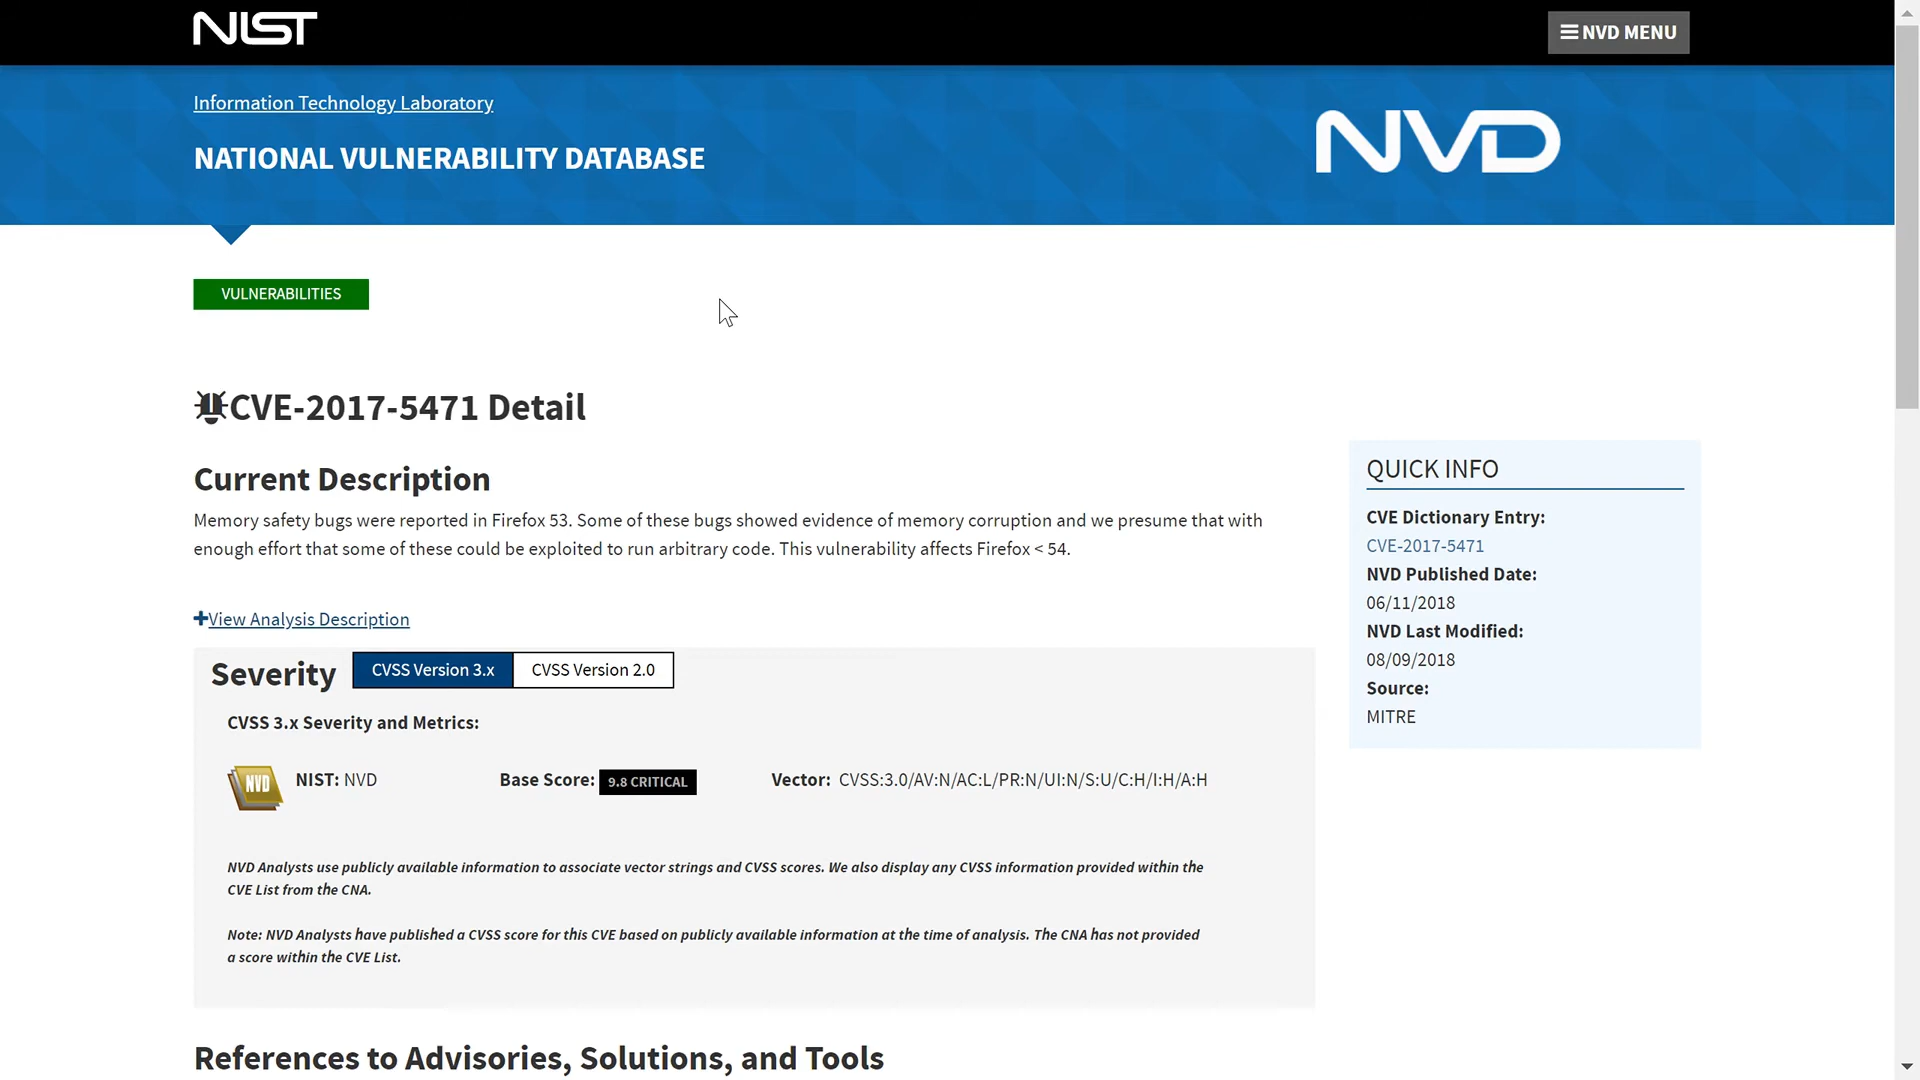 NIST
NVD MENU
Information Technology Laboratory
NATIONAL VULNERABILITY DATABASE
NVD
VULNERABILITIES
CVE-2017-5471 Detail
Current Description
Memory safety bugs were reported in Firefox 53. Some of these bugs showed evidence of memory corruption and we presume that with
enough effort that some of these could be exploited to run arbitrary code. This vulnerability affects Firefox < 54.
+View Analysis Description
Severity
CVSS Version 3.x
CVSS Version 2.0
CVSS 3.x Severity and Metrics:
NVD
NIST: NVD
Base Score: 9.8 CRITICAL
Vector: CVSS:3.0/AV:N/AC:L/PR:N/UI:N/S:U/C:H/I:H/A:H
NVD Analysts use publicly available information to associate vector strings and CVSS scores. We also display any CVSS information provided within the
CVE List from the CNA.
Note: NVD Analysts have published a CVSS score for this CVE based on publicly available information at the time of analysis. The CNA has not provided
a score within the CVE List.
References to Advisories, Solutions, and Tools
QUICK INFO
CVE Dictionary Entry:
CVE-2017-5471
NVD Published Date:
06/11/2018
NVD Last Modified:
08/09/2018
Source:
MITRE